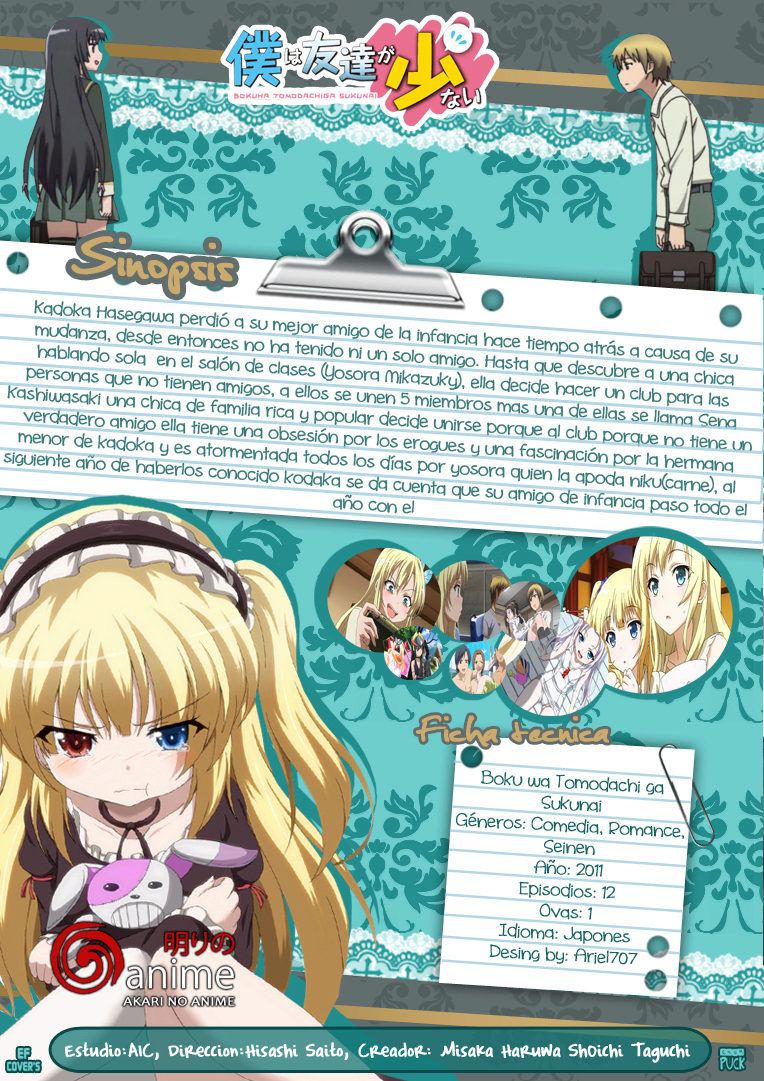 僕は友達が少ない
BOKUHA TOMODACHIGA SUKUNAI
Sinopsis
Kadoka Hasegawa perdió a su mejor amigo de la infancia hace tiempo atrás a causa de su
mudanza, desde entonces no ha tenido ni un solo amigo. Hasta que descubre a una chica
hablando sola en el salón de clases (Yosora Mikazuky), ella decide hacer un club para las
personas que no tienen amigos, a ellos se unen 5 miembros mas una de ellas se llama Sena
Kashiwasaki una chica de familia rica y popular decide unirse porque al club porque no tiene un
verdadero amigo ella tiene una obsesión por los erogues y una fascinación por la hermana
menor de kadoka y es atormentada todos los días por yosora quien la apoda niku(carne), al
siguiente año de haberlos conocido kodaka se da cuenta que su amigo de infancia paso todo el
año con el
Ficha tecnica
Boku wa Tomodachi ga
Sukunai
Géneros: Comedia, Romance,
Seinen
Año: 2011
Episodios: 12
Ovas: 1
Idioma: Japones
Desing by: Ariel707
明りの
anime
AKARI NO ANIME
EF
COVER'S
Estudio:AIC, Direccion:Hisashi Saito, Creador: Misaka Haruwa ShOichi Taguchi
PUCK